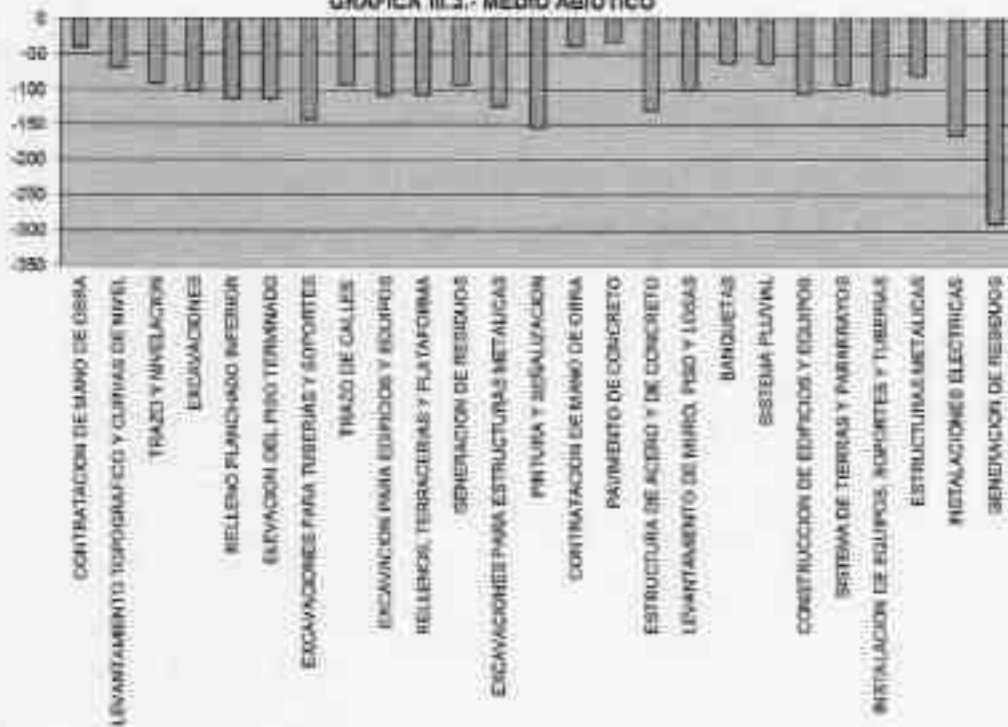 GRAFICA III.3.- MEDIO ABIOTICO
0
-50
-100
-150
-200
-250
-300
-350
CONTRATACION DE MANO DE OBRA
LEVANTAMIENTO TOPOGRAFICO Y CURVAS DE NIVEL
TRAZO Y NIVELACION
EXCAVACIONES
RELLENO PLANCHADO INFERIOR
ELEVACION DEL PISO TERMINADO
EXCAVACIONES PARA TUBERIAS Y SOPORTES
TRAZO DE CALLES
EXCAVACION PARA EDIFICIOS Y EQUIPOS
RELLENOS, TERRACERIAS Y PLATAFORMA
GENERACION DE RESIDUOS
EXCAVACIONES PARA ESTRUCTURAS METALICAS
PINTURA Y SEÑALIZACION
CONTRATACION DE MANO DE OBRA
PAVIMENTO DE CONCRETO
ESTRUCTURA DE ACERO Y DE CONCRETO
LEVANTAMIENTO DE MURO, PISO Y LOSAS
BANQUETAS
SISTEMA PLUVIAL
CONSTRUCCION DE EDIFICIOS Y EQUIPOS
SISTEMA DE TIERRAS Y PARARRAYOS
INSTALACION DE EQUIPOS, SOPORTES Y TUBERIAS
ESTRUCTURAS METALICAS
INSTALACIONES ELECTRICAS
GENERACION DE RESIDUOS